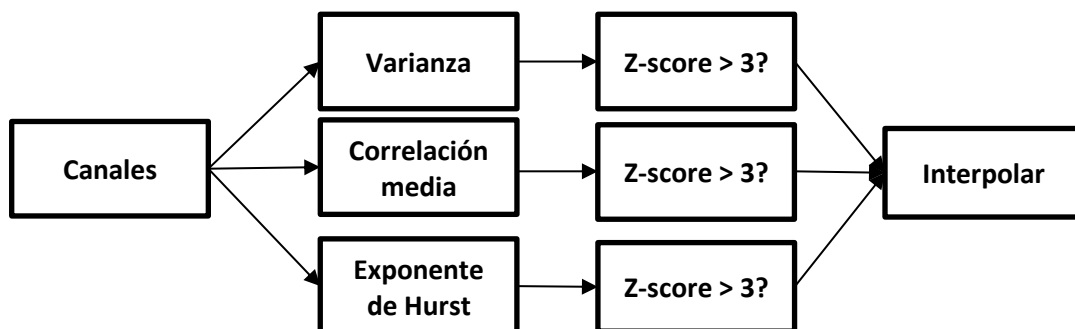 Canales
Varianza
Z-score > 3?
Correlación
media
Z-score > 3?
Exponente
de Hurst
Z-score > 3?
Interpolar